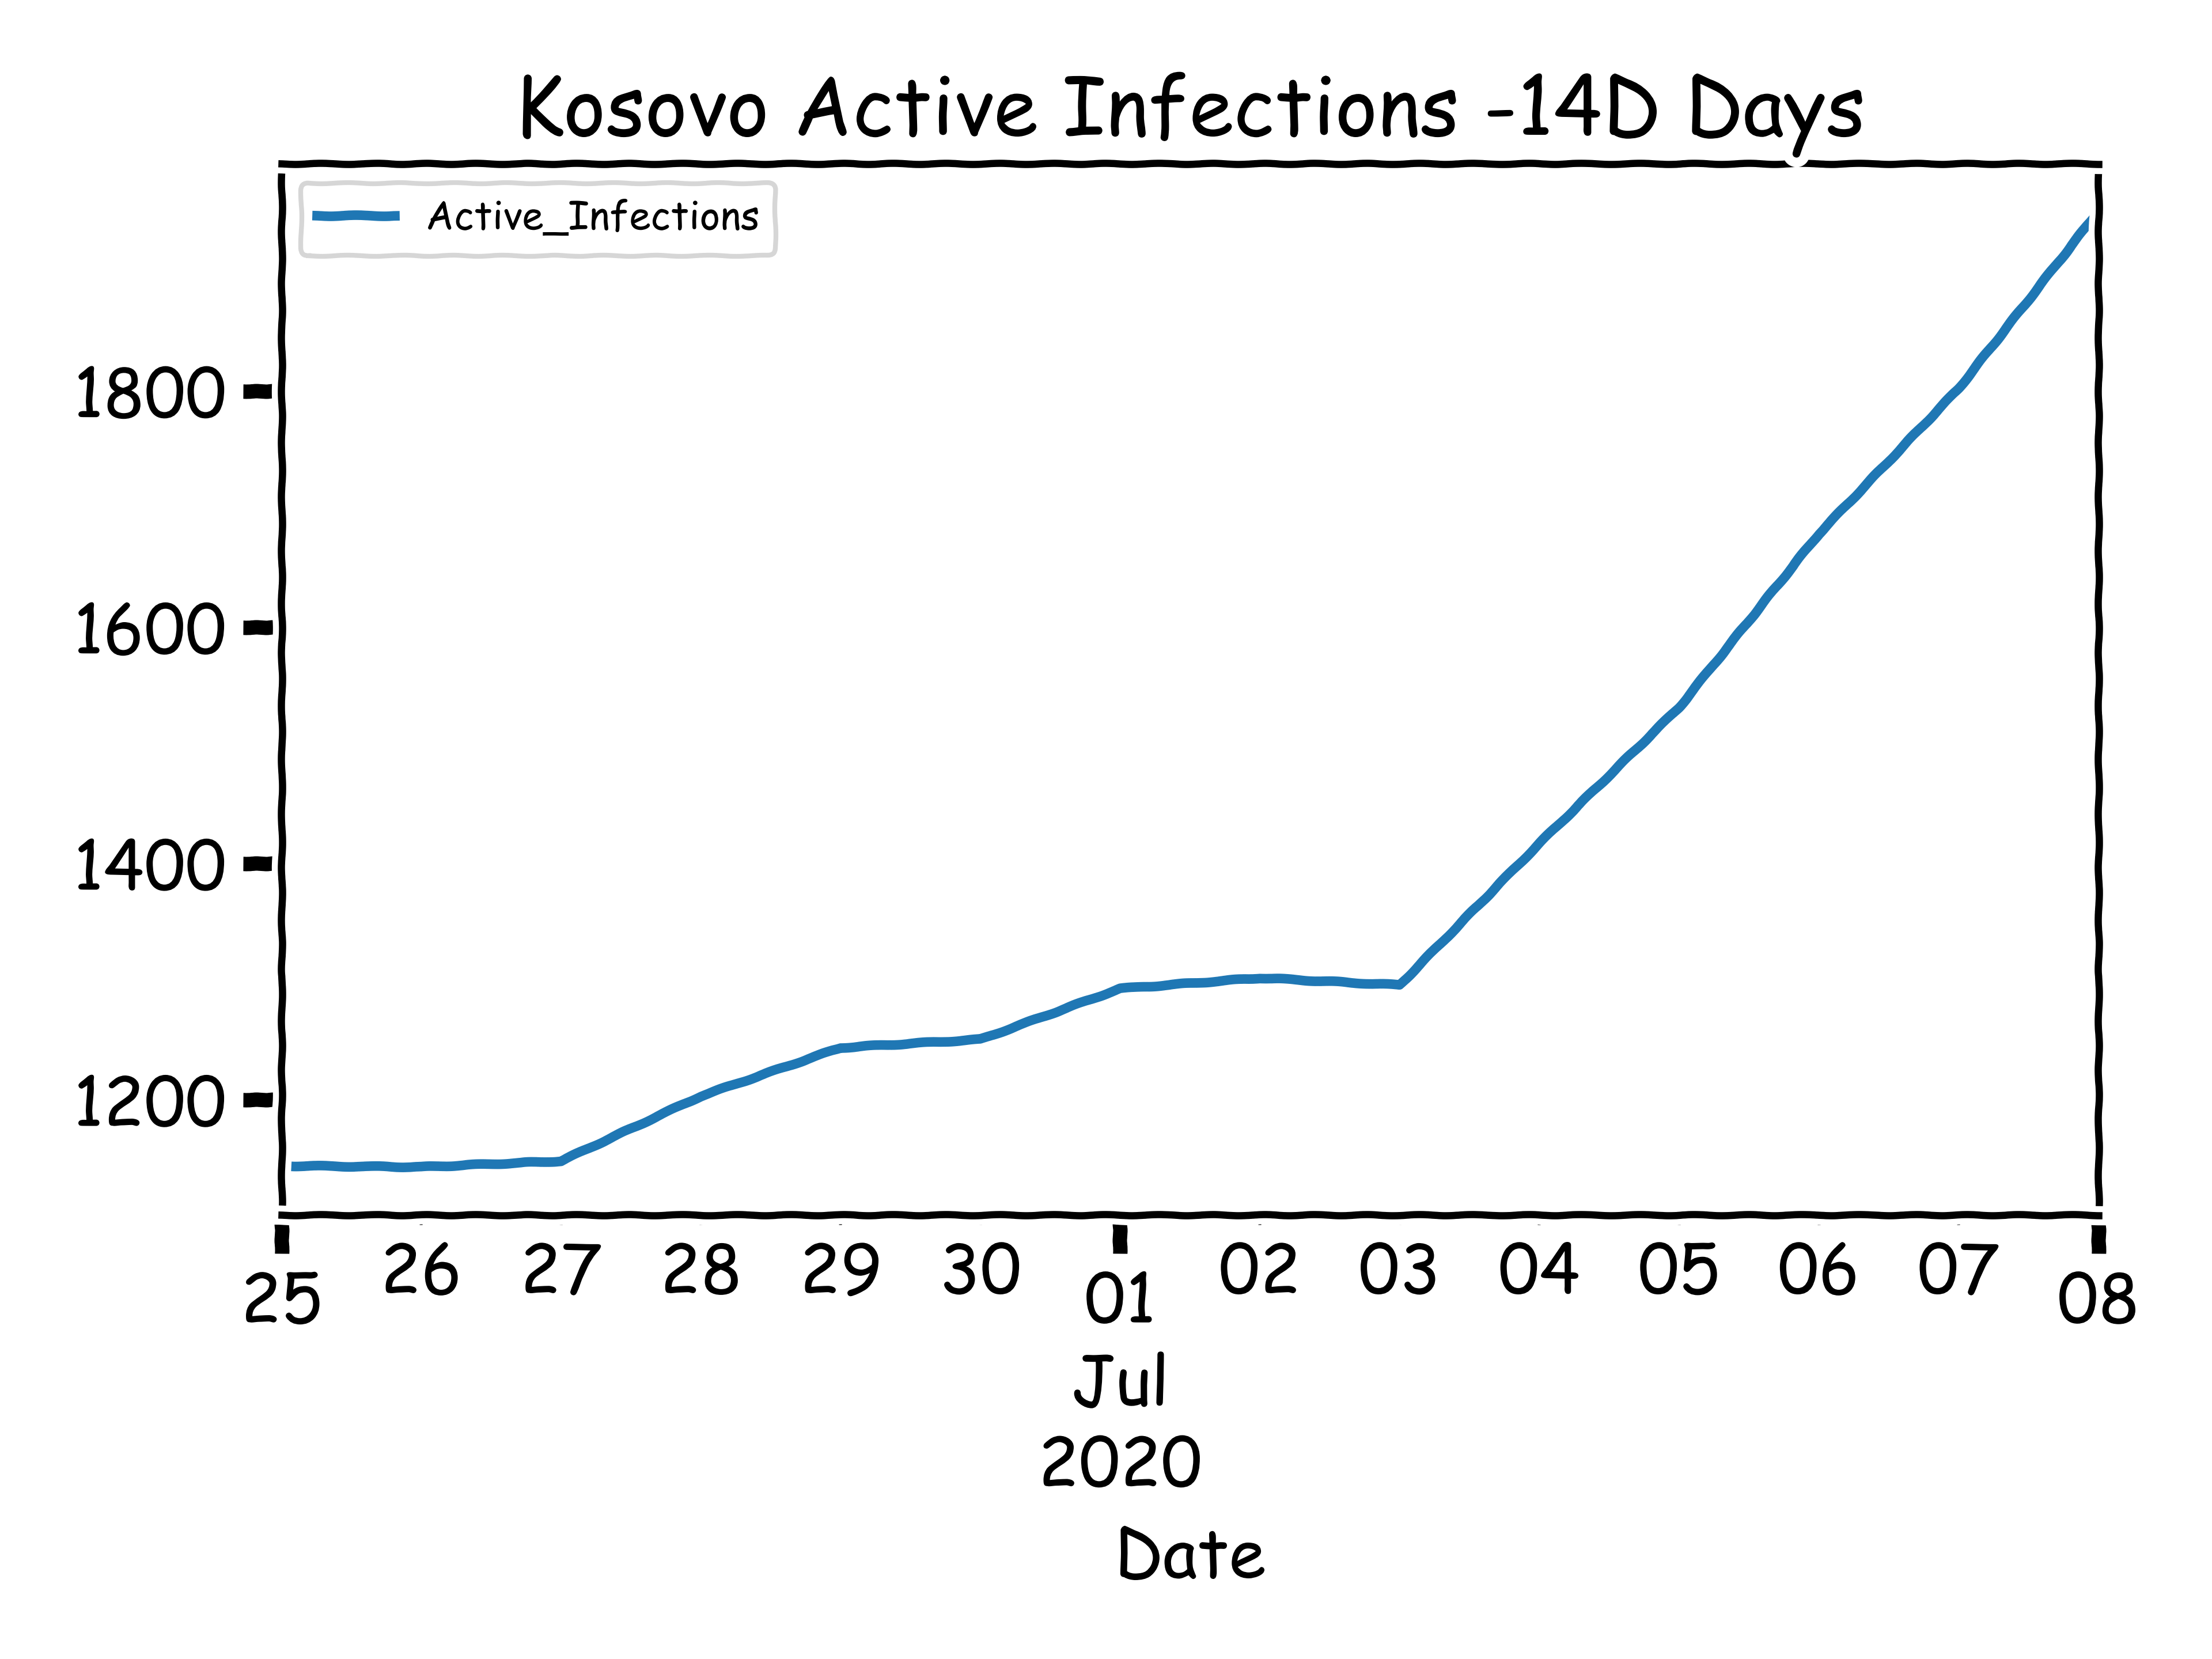 Kosovo Active Infections -14D Days
Active_Infections
1800
1600
1400
1200
25 26 27 28 29 30 01 02 03 04 05 06 07 08
Jul
2020
Date